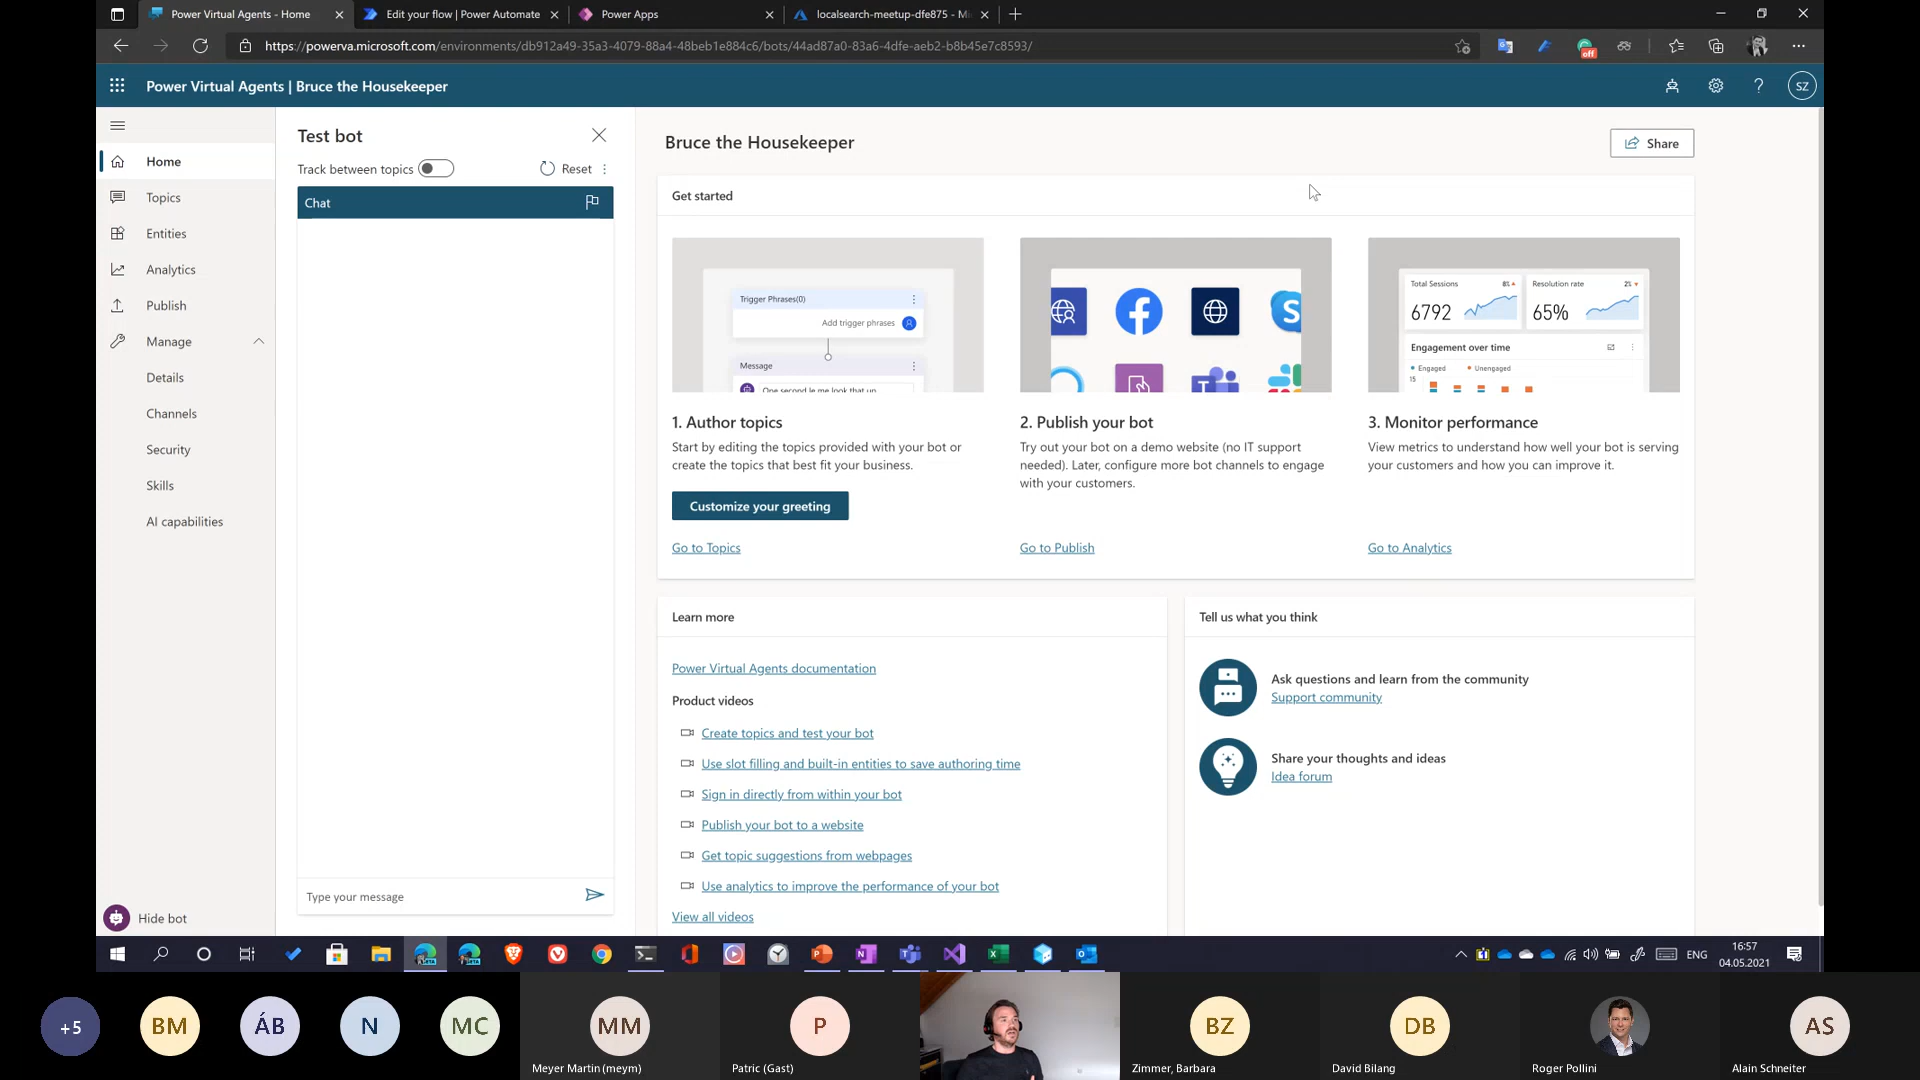 Power Virtual Agents - Home
Edit your flow | Power Automate
Power Apps
localsearch-meetup-dfe875 - Mi
https://powerva.microsoft.com/environments/db912a49-35a3-4079-88a4-48beb1e884c6/bots/44ad87a0-83a6-4dfe-aeb2-b8b45e7c8593/
off
Power Virtual Agents | Bruce the Housekeeper
?
SZ
Home
Topics
Entities
Analytics
Publish
Manage
Details
Channels
Security
Skills
AI capabilities
Hide bot
Test bot
Track between topics
Reset
Chat
Type your message
Bruce the Housekeeper
Share
Get started
Trigger Phrases(0)
Add trigger phrases
Message
One second le me look that up
1. Author topics
Start by editing the topics provided with your bot or
create the topics that best fit your business.
Customize your greeting
Go to Topics
2. Publish your bot
Try out your bot on a demo website (no IT support
needed). Later, configure more bot channels to engage
with your customers.
Go to Publish
Total Sessions
8%
6792
Resolution rate
2%
65%
Engagement over time
Engaged
Unengaged
15
3. Monitor performance
View metrics to understand how well your bot is serving
your customers and how you can improve it.
Go to Analytics
Learn more
Power Virtual Agents documentation
Product videos
Create topics and test your bot
Use slot filling and built-in entities to save authoring time
Sign in directly from within your bot
Publish your bot to a website
Get topic suggestions from webpages
Use analytics to improve the performance of your bot
View all videos
Tell us what you think
Ask questions and learn from the community
Support community
Share your thoughts and ideas
Idea forum
ENG
16:57
04.05.2021
+5
BM
ÁB
N
MC
MM
Meyer Martin (meym)
P
Patric (Gast)
BZ
Zimmer, Barbara
DB
David Bilang
Roger Pollini
AS
Alain Schneiter